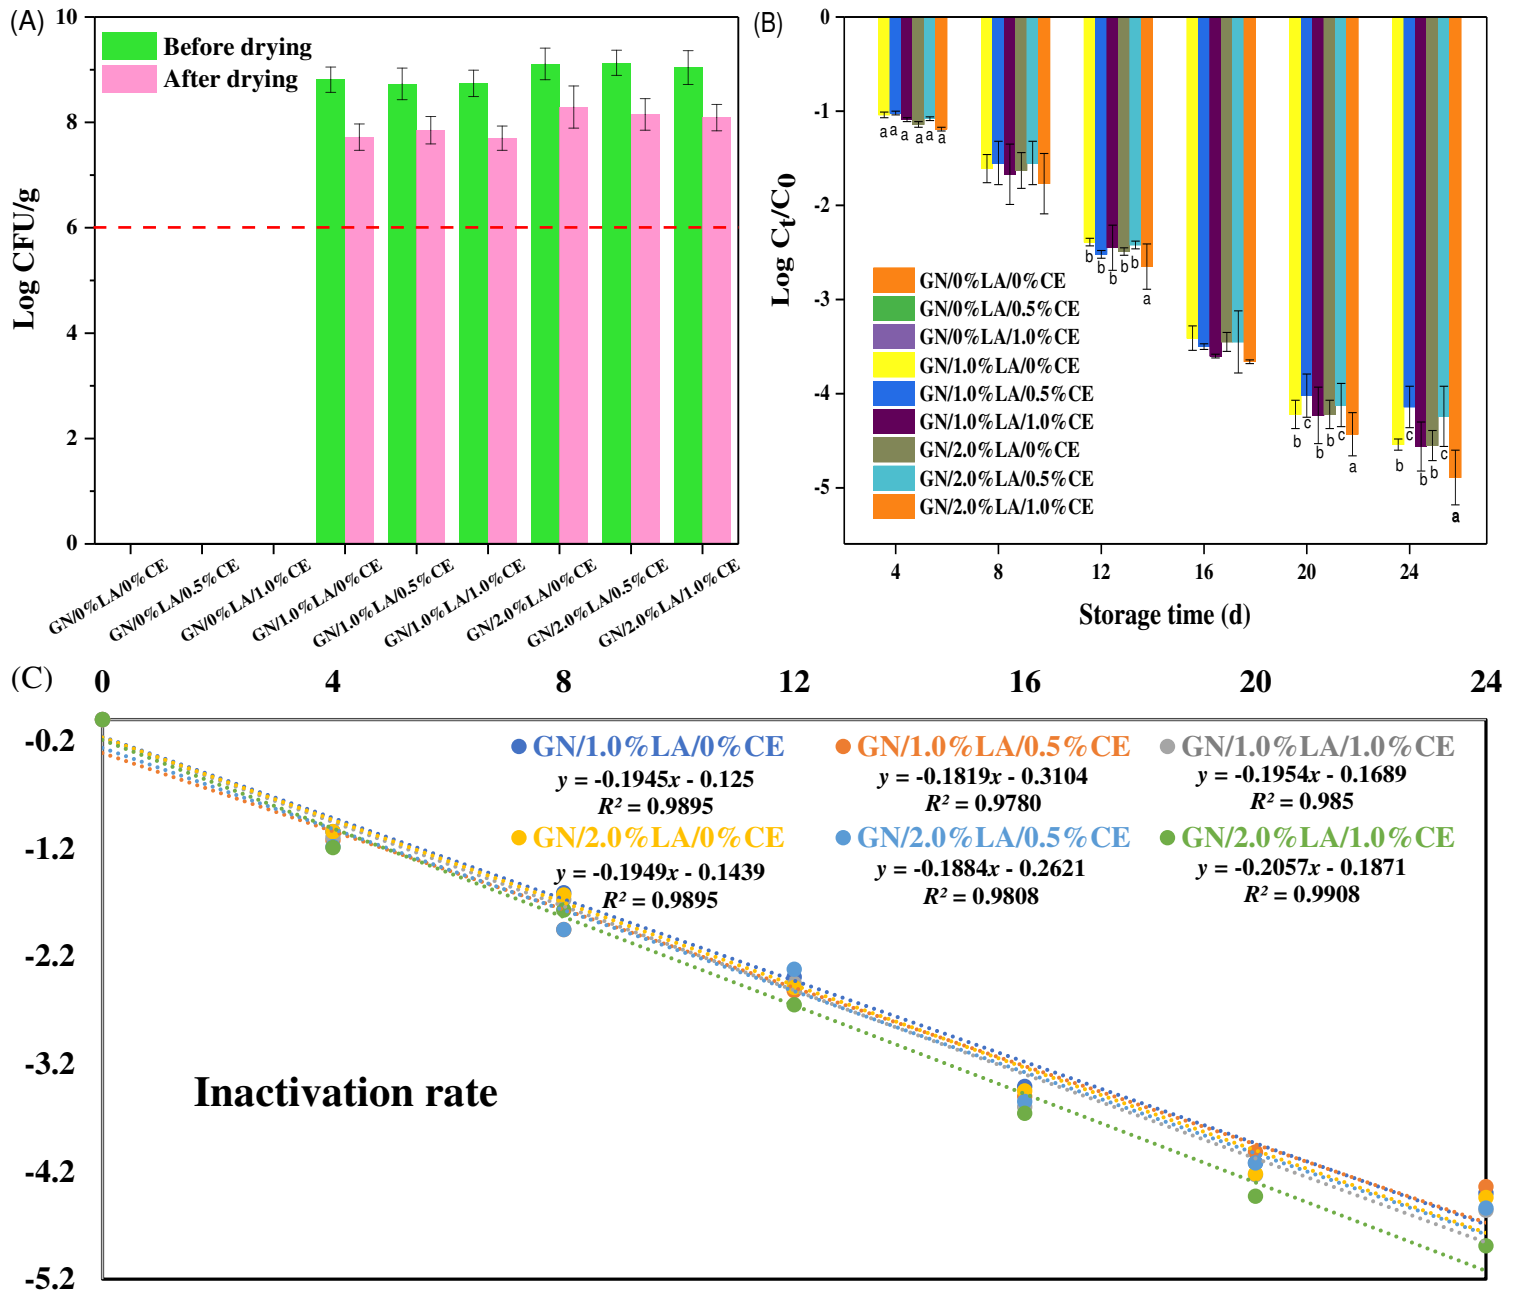 (A)
10
8
6
4
2
0
Log CFU/g
Before drying
After drying
GN/0%LA/0%CE
GN/0%LA/0.5%CE
GN/0%LA/1.0%CE
GN/1.0%LA/0%CE
GN/1.0%LA/0.5%CE
GN/1.0%LA/1.0%CE
GN/2.0%LA/0%CE
GN/2.0%LA/0.5%CE
GN/2.0%LA/1.0%CE
(B)
0
-1
-2
-3
-4
-5
Log Ct/C0
a a a a a a
b b b b b a
b c b b c a
b c b b c a
GN/0%LA/0%CE
GN/0%LA/0.5%CE
GN/0%LA/1.0%CE
GN/1.0%LA/0%CE
GN/1.0%LA/0.5%CE
GN/1.0%LA/1.0%CE
GN/2.0%LA/0%CE
GN/2.0%LA/0.5%CE
GN/2.0%LA/1.0%CE
4 8 12 16 20 24
Storage time (d)
(C)
0 4 8 12 16 20 24
-0.2
-1.2
-2.2
-3.2
-4.2
-5.2
GN/1.0%LA/0%CE
y = -0.1945x - 0.125
R² = 0.9895
GN/1.0%LA/0.5%CE
y = -0.1819x - 0.3104
R² = 0.9780
GN/1.0%LA/1.0%CE
y = -0.1954x - 0.1689
R² = 0.985
GN/2.0%LA/0%CE
y = -0.1949x - 0.1439
R² = 0.9895
GN/2.0%LA/0.5%CE
y = -0.1884x - 0.2621
R² = 0.9808
GN/2.0%LA/1.0%CE
y = -0.2057x - 0.1871
R² = 0.9908
Inactivation rate